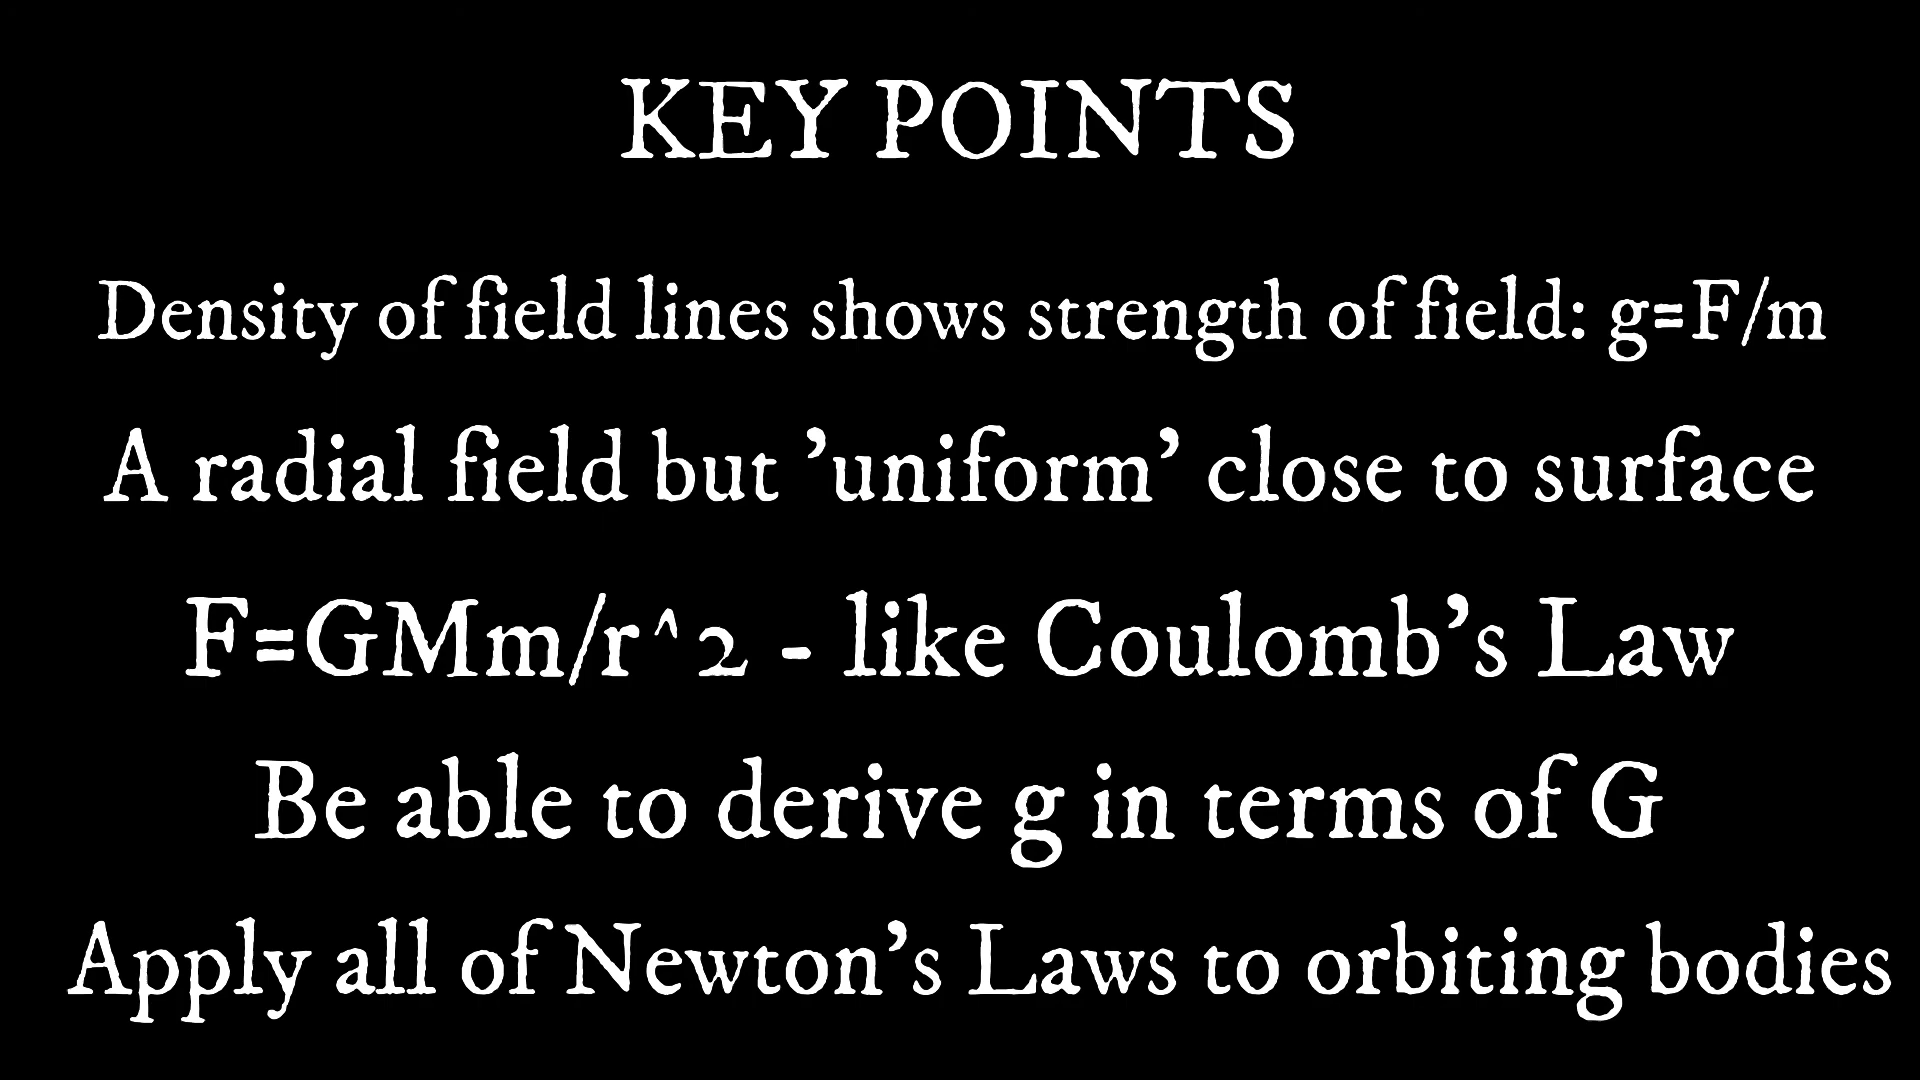 KEY POINTS
Density of field lines shows strength of field: g=F/m
A radial field but ’uniform’ close to surface
F=GMm/r^2 - like Coulomb’s Law
Be able to derive g in terms of G
Apply all of Newton’s Laws to orbiting bodies